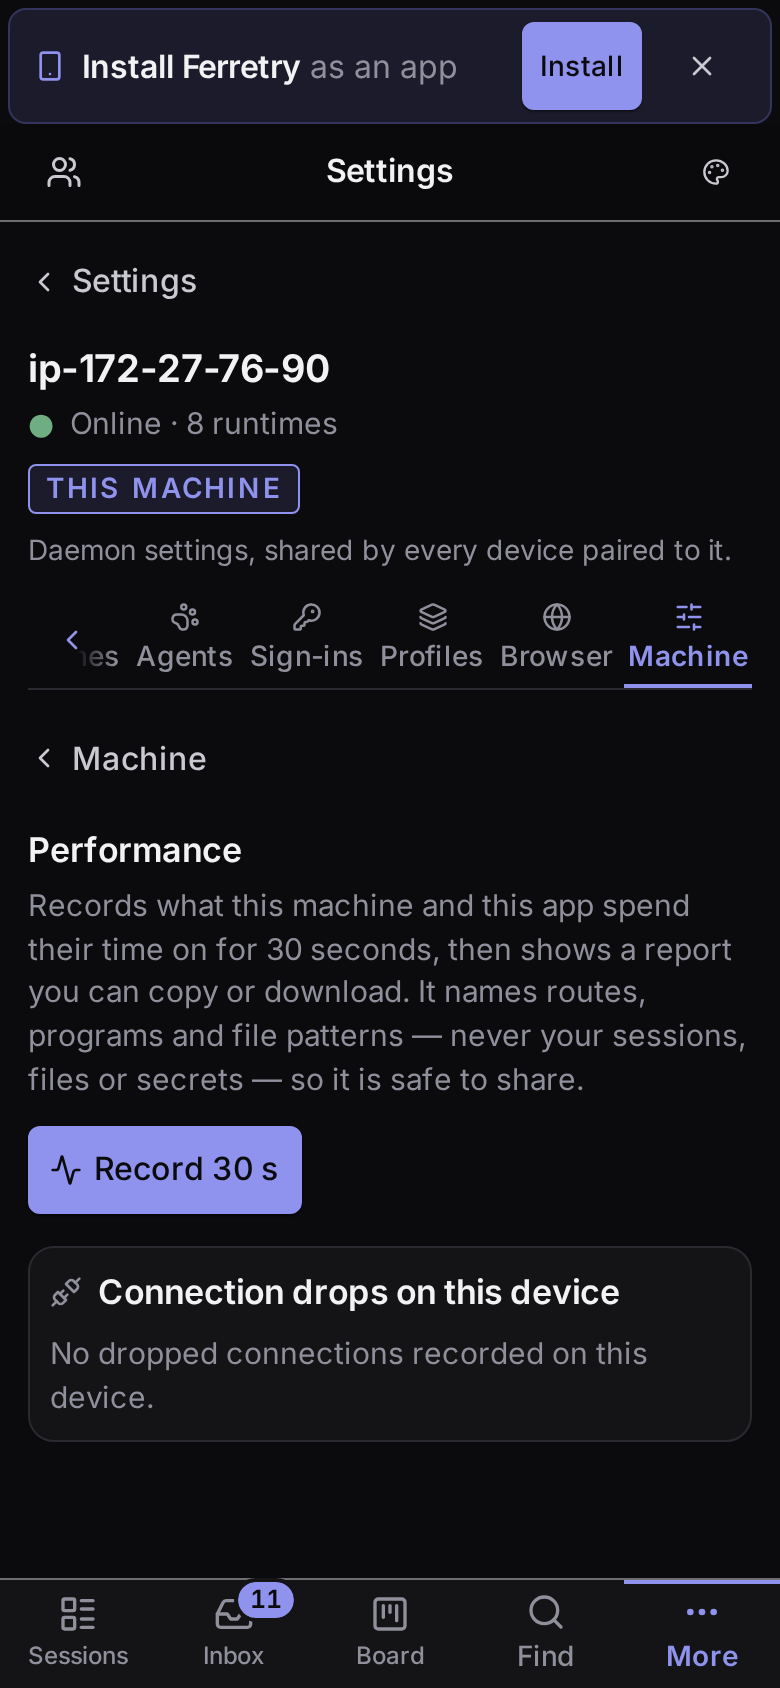 Install Ferretry as an app
Install
Settings
Settings
ip-172-27-76-90
Online · 8 runtimes
THIS MACHINE
Daemon settings, shared by every device paired to it.
Agents
Sign-ins
Profiles
Browser
Machine
Machine
Performance
Records what this machine and this app spend
their time on for 30 seconds, then shows a report
you can copy or download. It names routes,
programs and file patterns — never your sessions,
files or secrets — so it is safe to share.
Record 30 s
Connection drops on this device
No dropped connections recorded on this
device.
11
Sessions
Inbox
Board
Find
More